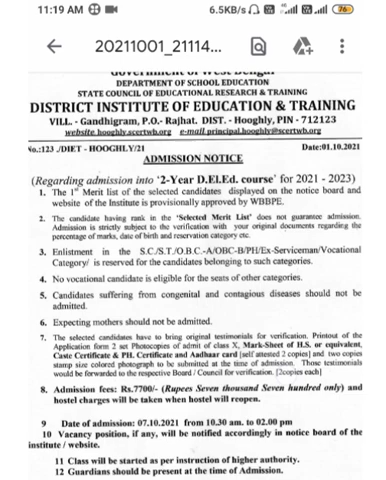 11:19 AM 6.5KB/s 76
20211001_21114...
Government of West Bengal
DEPARTMENT OF SCHOOL EDUCATION
STATE COUNCIL OF EDUCATIONAL RESEARCH & TRAINING
DISTRICT INSTITUTE OF EDUCATION & TRAINING
VILL. - Gandhigram, P.O.- Rajhat. DIST. - Hooghly, PIN - 712123
website.hooghly.scertwb.org e-mail.principal.hooghly@scertwb.org
No.:123 ./DIET - HOOGHLY/21 Date:01.10.2021
ADMISSION NOTICE
(Regarding admission into '2-Year D.El.Ed. course' for 2021 - 2023)
1. The 1st Merit list of the selected candidates displayed on the notice board and
website of the Institute is provisionally approved by WBBPE.
2. The candidate having rank in the 'Selected Merit List' does not guarantee admission.
Admission is strictly subject to the verification with your original documents regarding the
percentage of marks, date of birth and reservation category etc.
3. Enlistment in the S.C./S.T./O.B.C.-A/OBC-B/PH/Ex-Serviceman/Vocational
Category/ is reserved for the candidates belonging to such categories.
4. No vocational candidate is eligible for the seats of other categories.
5. Candidates suffering from congenital and contagious diseases should not be
admitted.
6. Expecting mothers should not be admitted.
7. The selected candidates have to bring original testimonials for verification. Printout of the
Application form 2 set Photocopies of admit of class X, Mark-Sheet of H.S. or equivalent,
Caste Certificate & PH. Certificate and Aadhaar card [self attested 2 copies] and two copies
stamp size colored photograph to be submitted at the time of admission. Those testimonials
would be forwarded to the respective Board / Council for verification. [2copies each]
8. Admission fees: Rs.7700/- (Rupees Seven thousand Seven hundred only) and
hostel charges will be taken when hostel will reopen.
9 Date of admission: 07.10.2021 from 10.30 am. to 02.00 pm
10 Vacancy position, if any, will be notified accordingly in notice board of the
institute / website.
11 Class will be started as per instruction of higher authority.
12 Guardians should be present at the time of Admission.